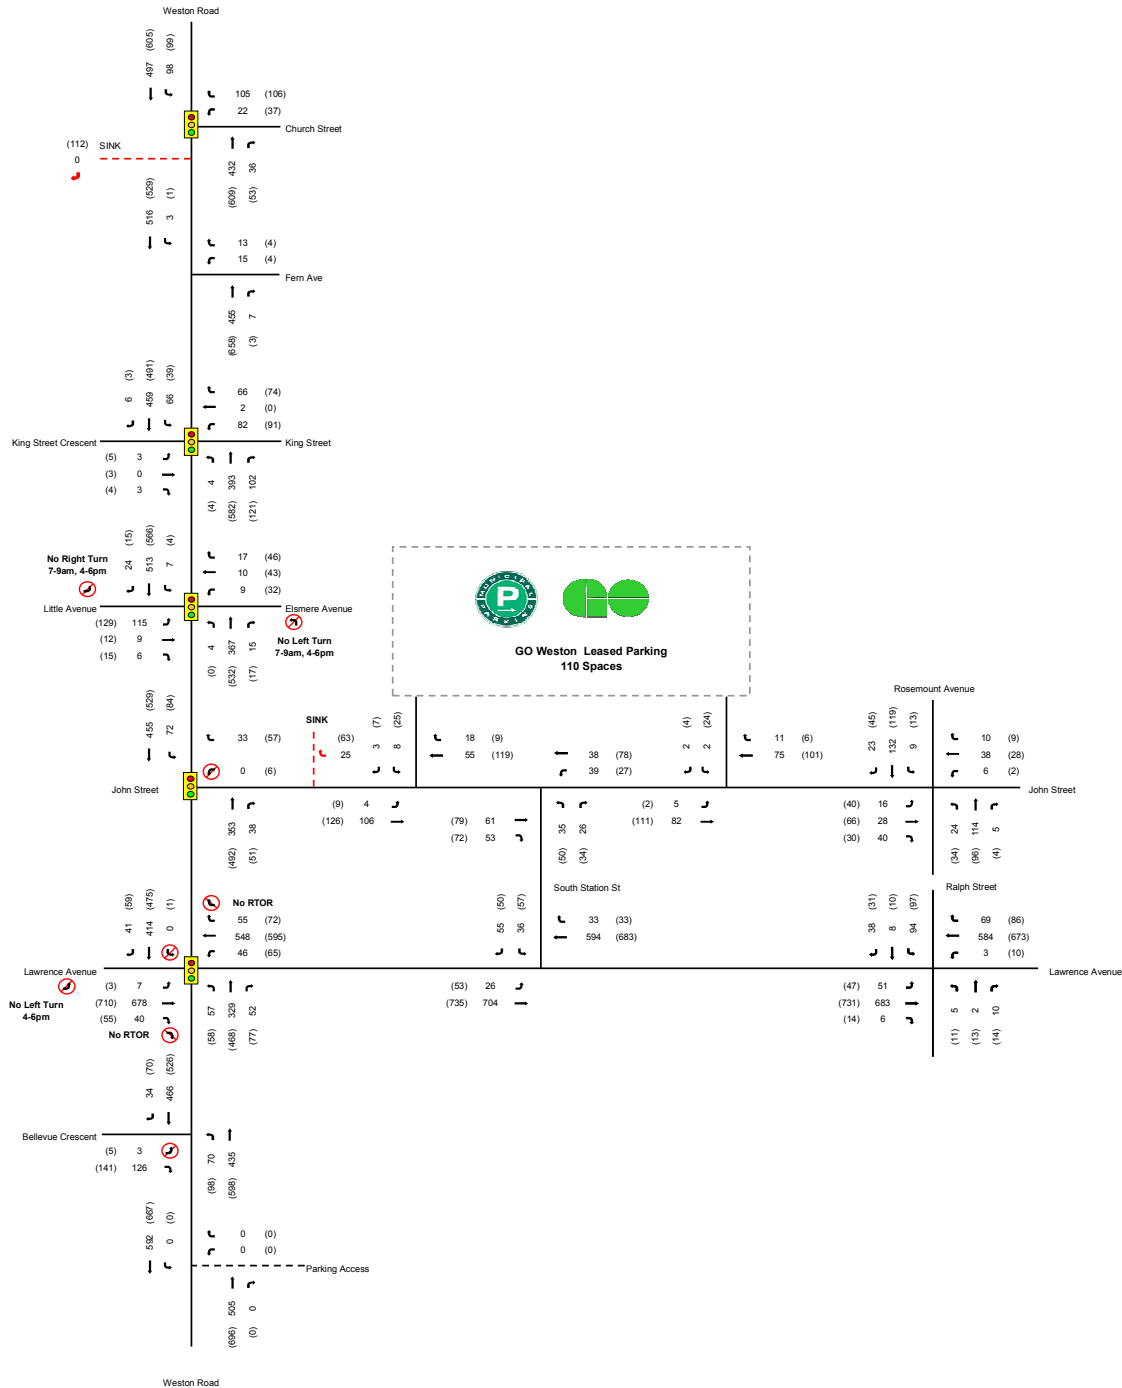 Weston Road
(605) (99)
497 98
105 (106)
22 (37)
Church Street
(112) SINK
0
432 36
(609) (53)
(529) (1)
516 3
13 (4)
15 (4)
Fern Ave
455 7
(658) (3)
(3) (491) (39)
6 459 66
66 (74)
2 (0)
82 (91)
King Street Crescent King Street
(5) 3
(3) 0
(4) 3
4 393 102
(4) (582) (121)
(15) (566) (4)
24 513 7
No Right Turn
7-9am, 4-6pm
17 (46)
10 (43)
9 (32)
Little Avenue Elsmere Avenue
(129) 115
(12) 9
(15) 6
4 367 15
(0) (532) (17)
No Left Turn
7-9am, 4-6pm
MUNICIPAL
P
PARKING
GO
GO Weston Leased Parking
110 Spaces
Rosemount Avenue
(529) (84)
455 72
33 (57)
0 (6)
SINK
(63)
25
(7) (25)
3 8
18 (9)
55 (119)
38 (78)
39 (27)
(4) (24)
2 2
11 (6)
75 (101)
(45) (119) (13)
23 132 9
10 (9)
38 (28)
6 (2)
John Street John Street
353 38
(492) (51)
(9) 4
(126) 106
(79) 61
(72) 53
35 26
(50) (34)
(2) 5
(111) 82
(40) 16
(66) 28
(30) 40
24 114 5
(34) (96) (4)
South Station St Ralph Street
(59) (475) (1)
41 414 0
No RTOR
55 (72)
548 (595)
46 (65)
(50) (57)
55 36
33 (33)
594 (683)
(31) (10) (97)
38 8 94
69 (86)
584 (673)
3 (10)
Lawrence Avenue Lawrence Avenue
No Left Turn
4-6pm
(3) 7
(710) 678
(55) 40
No RTOR
57 329 52
(58) (468) (77)
(53) 26
(735) 704
(47) 51
(731) 683
(14) 6
5 2 10
(11) (13) (14)
(70) (526)
34 466
Bellevue Crescent
(5) 3
(141) 126
70 435
(98) (598)
(667) (0)
592 0
0 (0)
0 (0)
Parking Access
505 0
(696) (0)
Weston Road